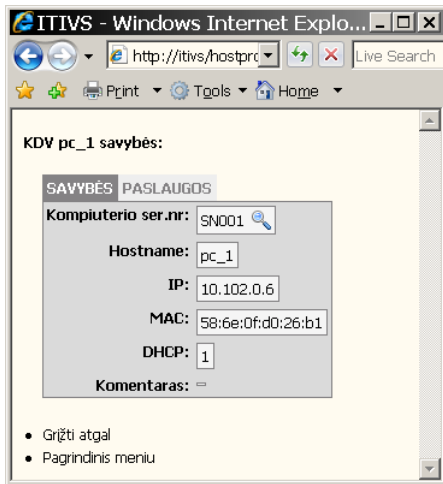 ITIVS - Windows Internet Explo...
http://itivs/hostpro
Live Search
Print Tools Home
KDV pc_1 savybės:
SAVYBĖS PASLAUGOS
Kompiuterio ser.nr: SN001
Hostname: pc_1
IP: 10.102.0.6
MAC: 58:6e:0f:d0:26:b1
DHCP: 1
Komentaras:
Grįžti atgal
Pagrindinis meniu